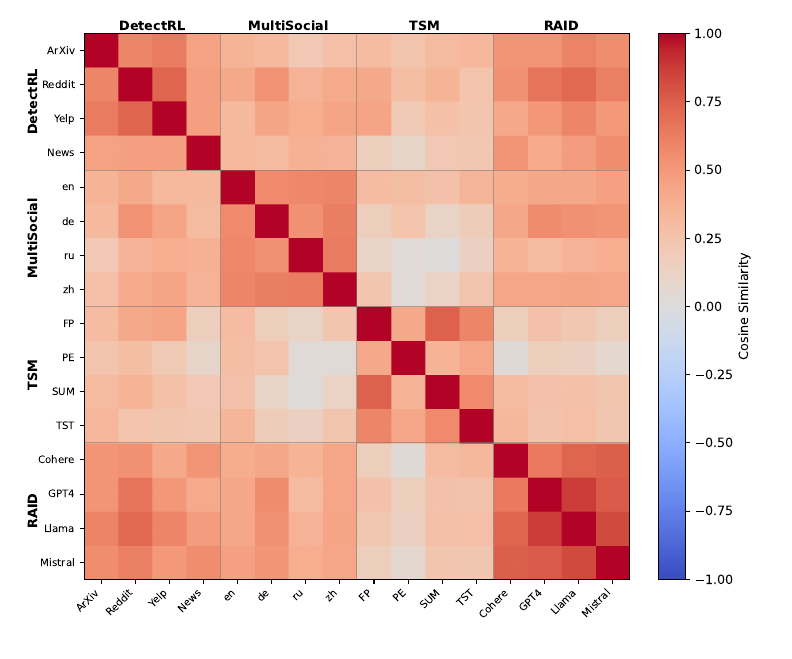 DetectRL MultiSocial TSM RAID
DetectRL
MultiSocial
TSM
RAID
ArXiv
Reddit
Yelp
News
en
de
ru
zh
FP
PE
SUM
TST
Cohere
GPT4
Llama
Mistral
ArXiv Reddit Yelp News en de ru zh FP PE SUM TST Cohere GPT4 Llama Mistral
1.00
0.75
0.50
0.25
0.00
−0.25
−0.50
−0.75
−1.00
Cosine Similarity